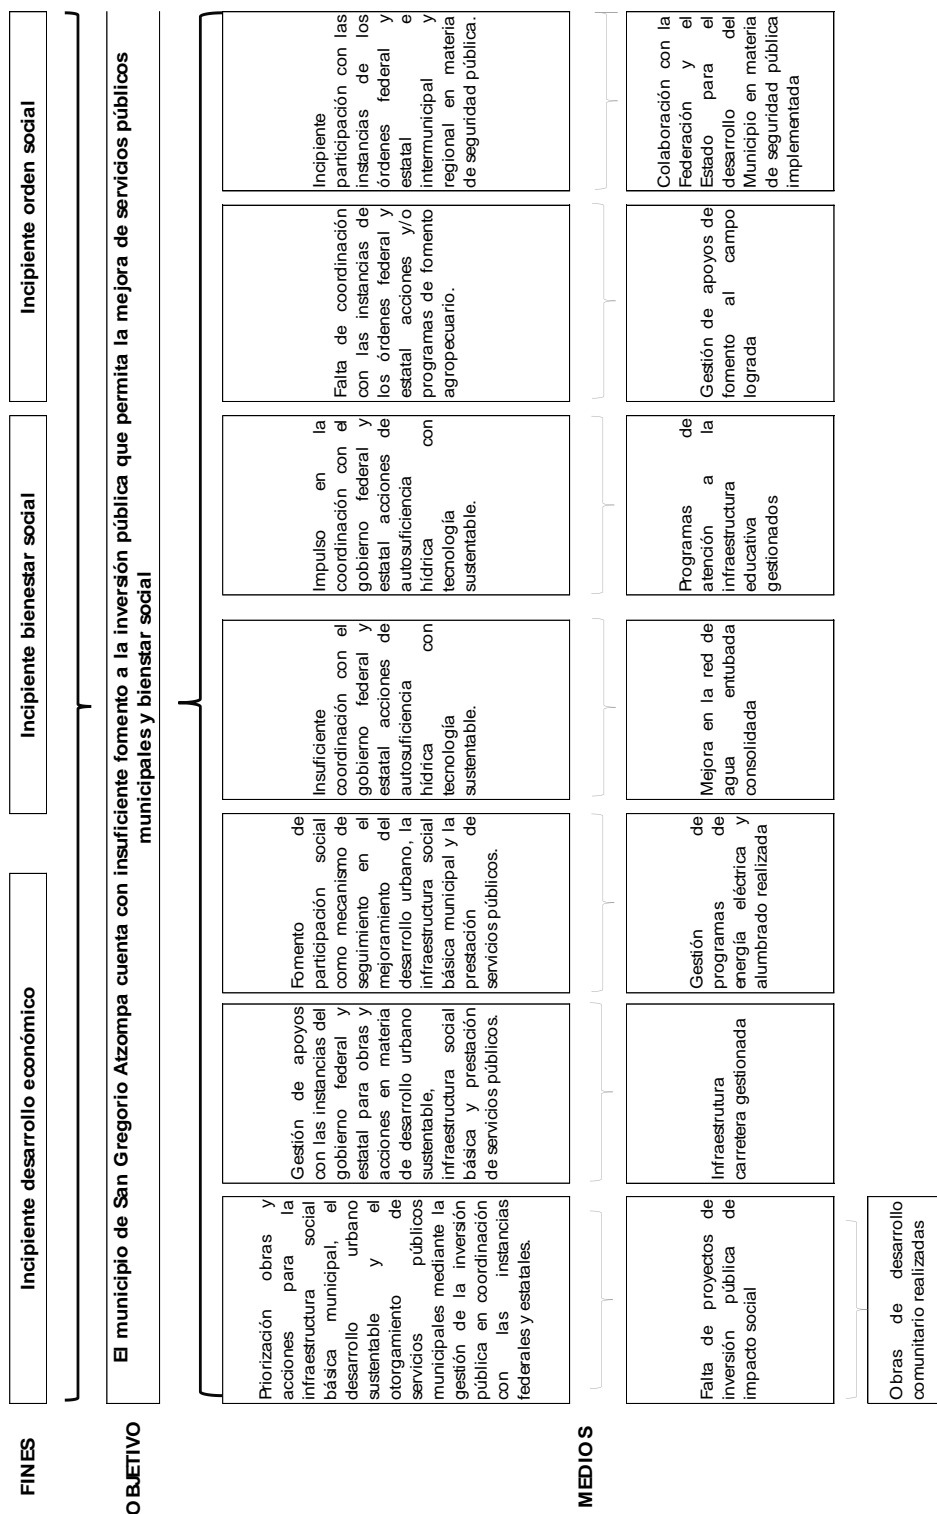 FINES
Incipiente desarrollo económico
Incipiente bienestar social
Incipiente orden social
OBJETIVO
El municipio de San Gregorio Atzompa cuenta con insuficiente fomento a la inversión pública que permita la mejora de servicios públicos
municipales y bienstar social
MEDIOS
Priorización obras y
acciones para la
infraestructura social
básica municipal, el
desarrollo urbano
sustentable y el
otorgamiento de
servicios públicos
municipales mediante la
gestión de la inversión
pública en coordinación
con las instancias
federales y estatales.
Gestión de apoyos
con las instancias del
gobierno federal y
estatal para obras y
acciones en materia
de desarrollo urbano
sustentable,
infraestructura social
básica y prestación
de servicios públicos.
Fomento de
participación social
como mecanismo de
seguimiento en el
mejoramiento del
desarrollo urbano, la
infraestructura social
básica municipal y la
prestación de
servicios públicos.
Insuficiente
coordinación con el
gobierno federal y
estatal acciones de
autosuficiencia
hídrica con
tecnología
sustentable.
Impulso en la
coordinación con el
gobierno federal y
estatal acciones de
autosuficiencia
hídrica con
tecnología
sustentable.
Falta de coordinación
con las instancias de
los órdenes federal y
estatal acciones y/o
programas de fomento
agropecuario.
Incipiente
participación con las
instancias de los
órdenes federal y
estatal e
intermunicipal y
regional en materia
de seguridad pública.
Falta de proyectos de
inversión pública de
impacto social
Infraestrutura
carretera gestionada
Gestión de
programas de
energía eléctrica y
alumbrado realizada
Mejora en la red de
agua entubada
consolidada
Programas de
atención a la
infraestructura
educativa
gestionados
Gestión de apoyos de
fomento al campo
lograda
Colaboración con la
Federación y el
Estado para el
desarrollo del
Municipio en materia
de seguridad pública
implementada
Obras de desarrollo
comunitario realizadas